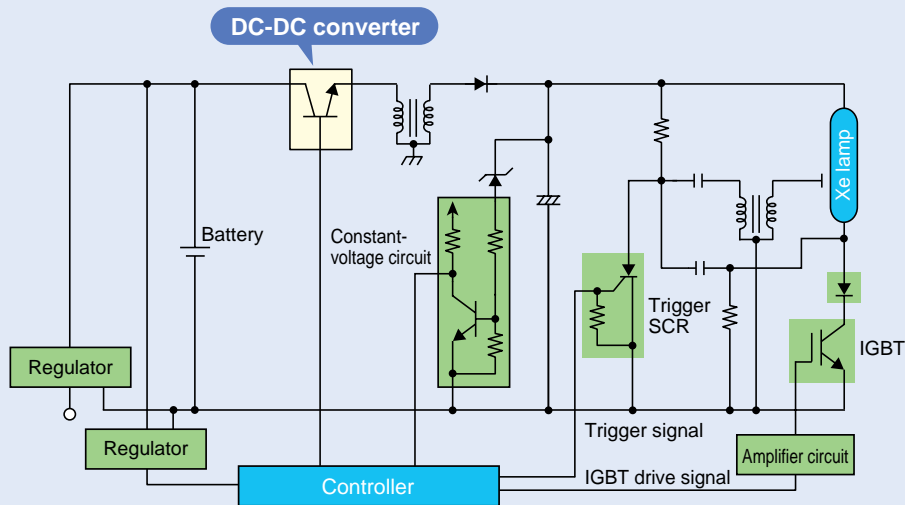 DC-DC converter
Xe lamp
Battery
Constant-
voltage circuit
Trigger
SCR
IGBT
Regulator
Trigger signal
Regulator
Amplifier circuit
IGBT drive signal
Controller